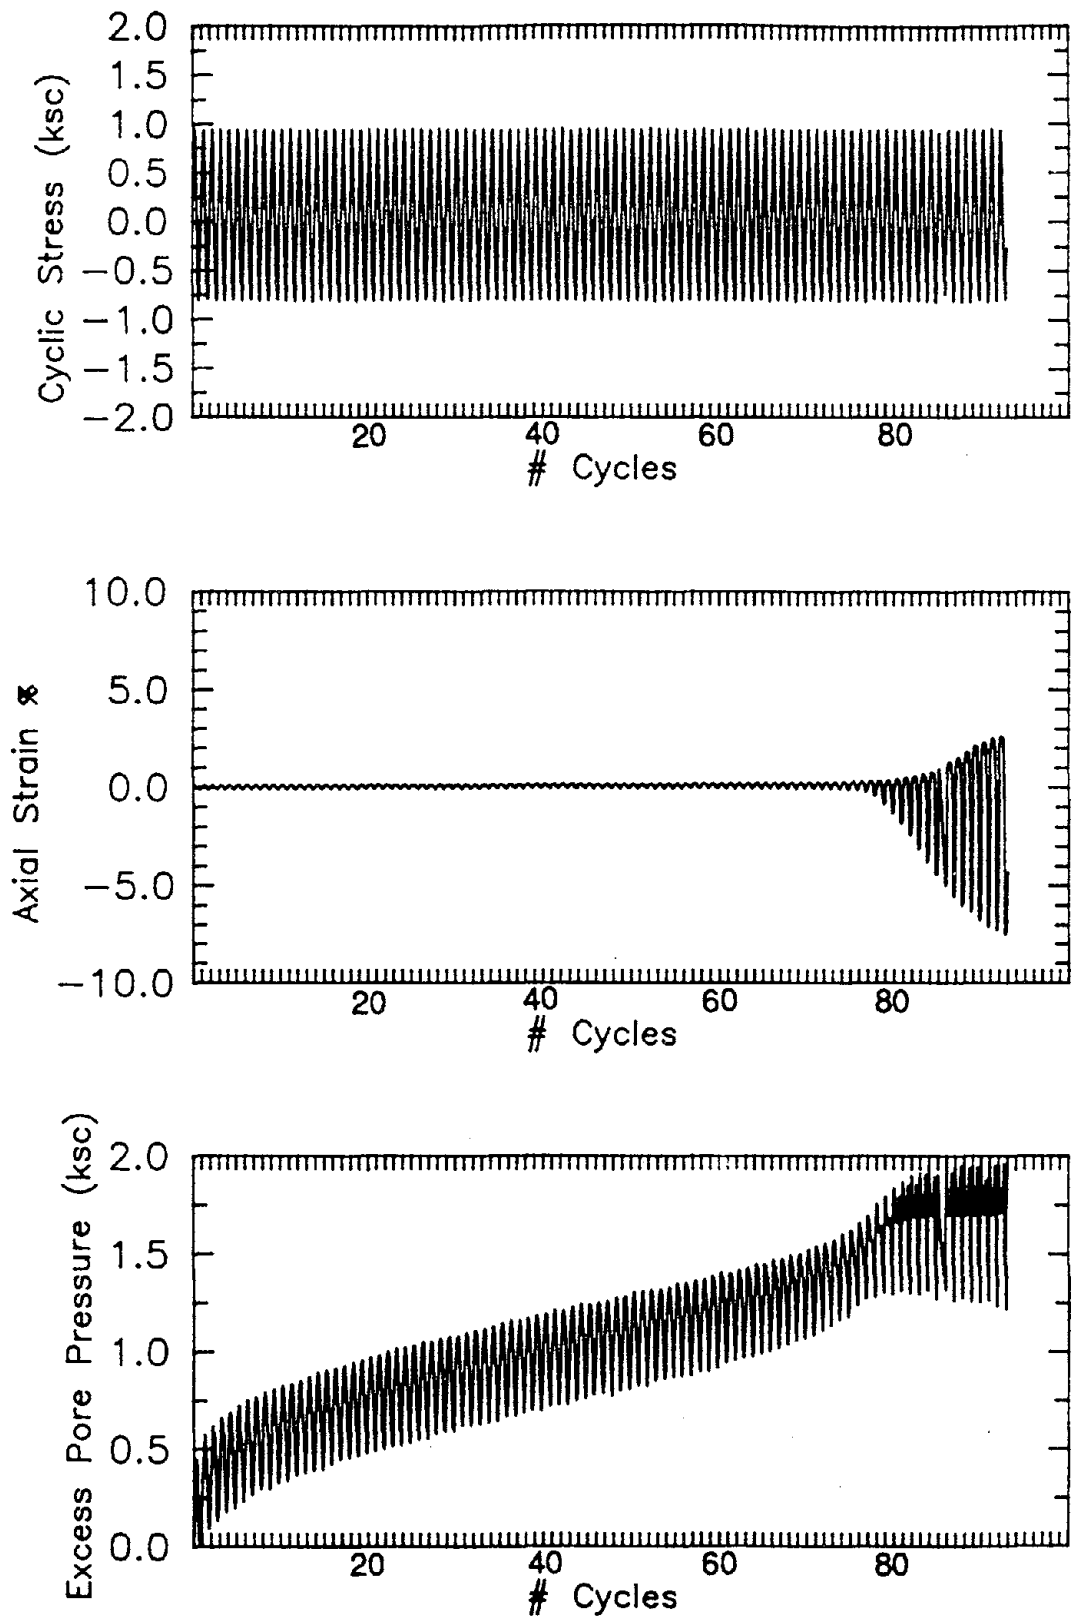 Cyclic Stress (ksc)
2.0
1.5
1.0
0.5
0.0
−0.5
−1.0
−1.5
−2.0
20 40 60 80
# Cycles
Axial Strain %
10.0
5.0
0.0
−5.0
−10.0
20 40 60 80
# Cycles
Excess Pore Pressure (ksc)
2.0
1.5
1.0
0.5
0.0
20 40 60 80
# Cycles